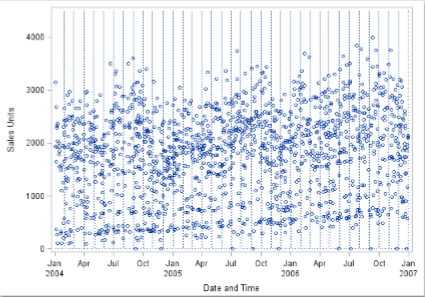 4000
3000
2000
1000
0
Sales Units
Jan Apr Jul Oct Jan Apr Jul Oct Jan Apr Jul Oct Jan
2004 2005 2006 2007
Date and Time